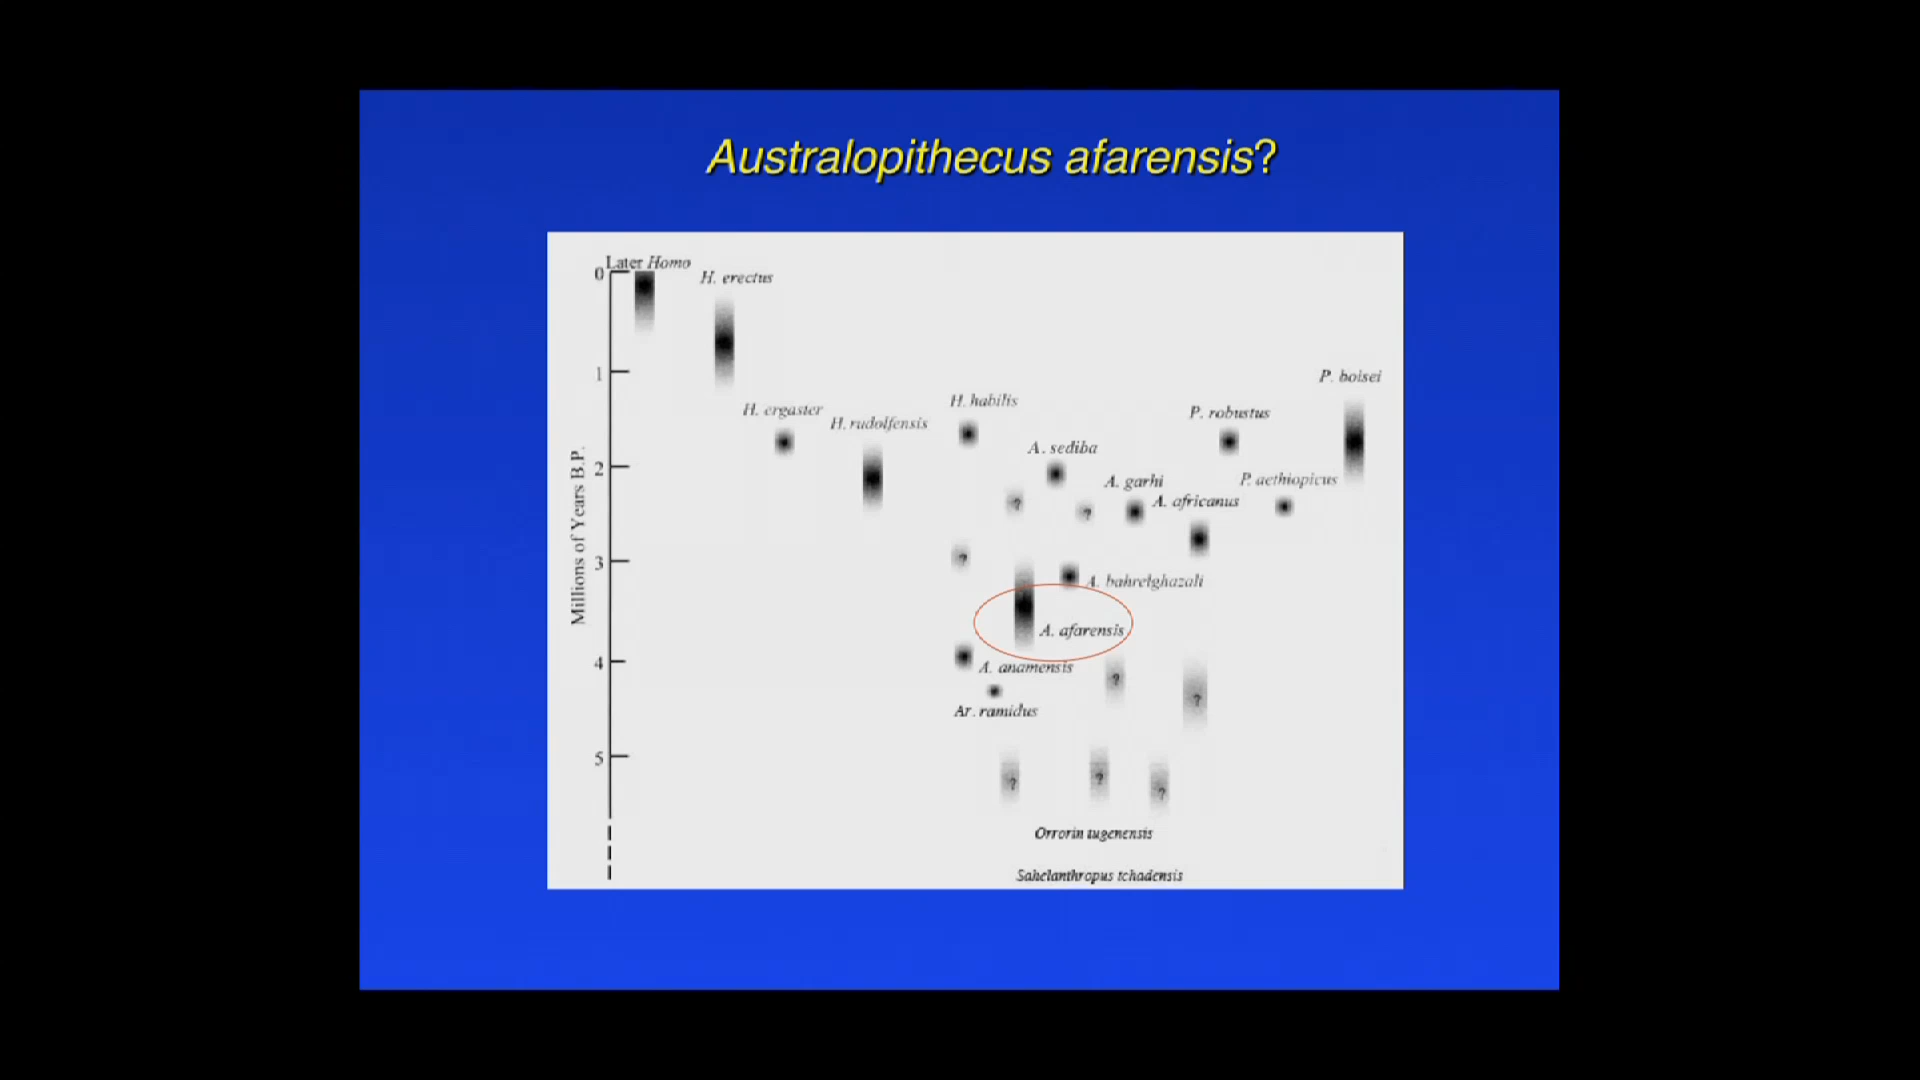 Australopithecus afarensis?
Later Homo
0
H. erectus
1
P. boisei
H. ergaster
H. rudolfensis
H. habilis
P. robustus
Millions of Years B.P.
2
A. sediba
A. garhi
P. aethiopicus
?
?
A. africanus
3
?
A. bahrelghazali
A. afarensis
4
A. anamensis
?
?
Ar. ramidus
5
?
?
?
Orrorin tugenensis
Sahelanthropus tchadensis